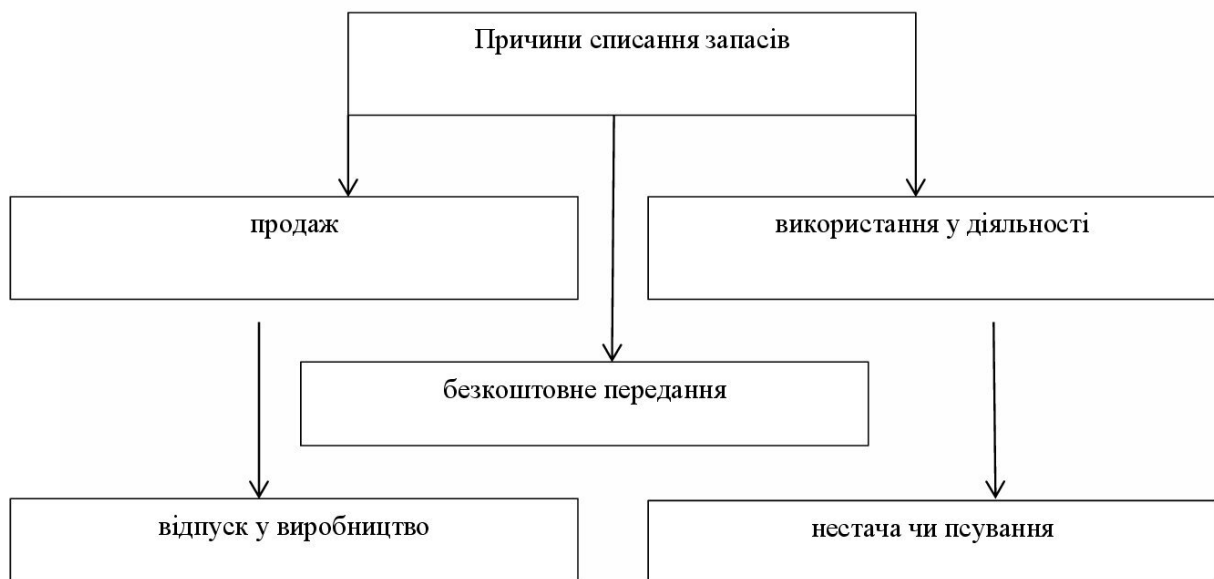 Причини списання запасів
продаж
використання у діяльності
безкоштовне передання
відпуск у виробництво
нестача чи псування